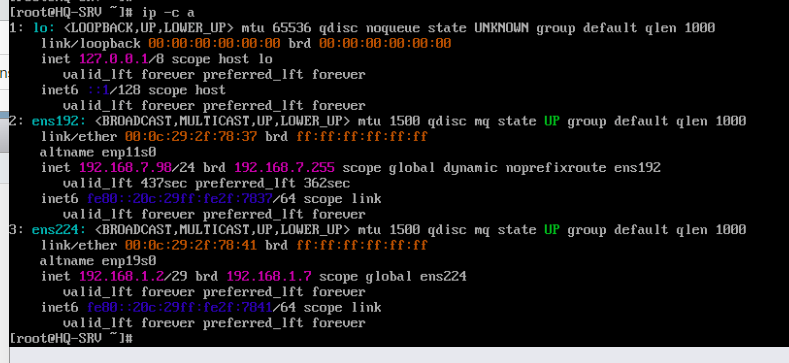 [root@HQ-SRV ~]# ip -c a
1: lo: <LOOPBACK,UP,LOWER_UP> mtu 65536 qdisc noqueue state UNKNOWN group default qlen 1000
link/loopback 00:00:00:00:00:00 brd 00:00:00:00:00:00
inet 127.0.0.1/8 scope host lo
valid_lft forever preferred_lft forever
inet6 ::1/128 scope host
valid_lft forever preferred_lft forever
2: ens192: <BROADCAST,MULTICAST,UP,LOWER_UP> mtu 1500 qdisc mq state UP group default qlen 1000
link/ether 00:0c:29:2f:78:37 brd ff:ff:ff:ff:ff:ff
altname enp11s0
inet 192.168.7.98/24 brd 192.168.7.255 scope global dynamic noprefixroute ens192
valid_lft 437sec preferred_lft 362sec
inet6 fe80::20c:29ff:fe2f:7837/64 scope link
valid_lft forever preferred_lft forever
3: ens224: <BROADCAST,MULTICAST,UP,LOWER_UP> mtu 1500 qdisc mq state UP group default qlen 1000
link/ether 00:0c:29:2f:78:41 brd ff:ff:ff:ff:ff:ff
altname enp19s0
inet 192.168.1.2/29 brd 192.168.1.7 scope global ens224
valid_lft forever preferred_lft forever
inet6 fe80::20c:29ff:fe2f:7841/64 scope link
valid_lft forever preferred_lft forever
[root@HQ-SRV ~]#